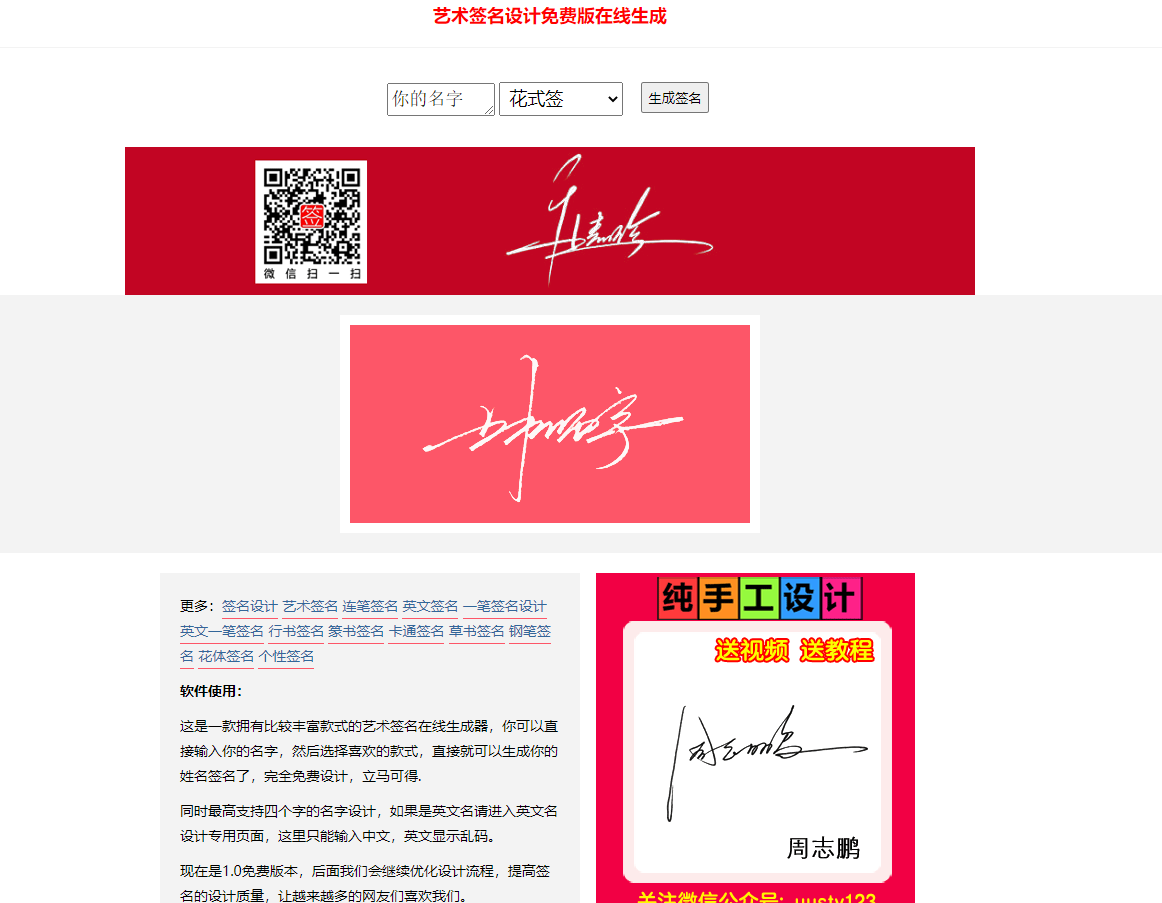 艺术签名设计免费版在线生成
你的名字
花式签
生成签名
签
微信扫一扫
更多：签名设计 艺术签名 连笔签名 英文签名 一笔签名设计
英文一笔签名 行书签名 篆书签名 卡通签名 草书签名 钢笔签
名 花体签名 个性签名
软件使用：
这是一款拥有比较丰富款式的艺术签名在线生成器，你可以直
接输入你的名字，然后选择喜欢的款式，直接就可以生成你的
姓名签名了，完全免费设计，立马可得.
同时最高支持四个字的名字设计，如果是英文名请进入英文名
设计专用页面，这里只能输入中文，英文显示乱码。
现在是1.0免费版本，后面我们会继续优化设计流程，提高签
名的设计质量，让越来越多的网友们喜欢我们。
纯手工设计
送视频 送教程
周志鹏
周志鹏
关注微信公众号：uustv123